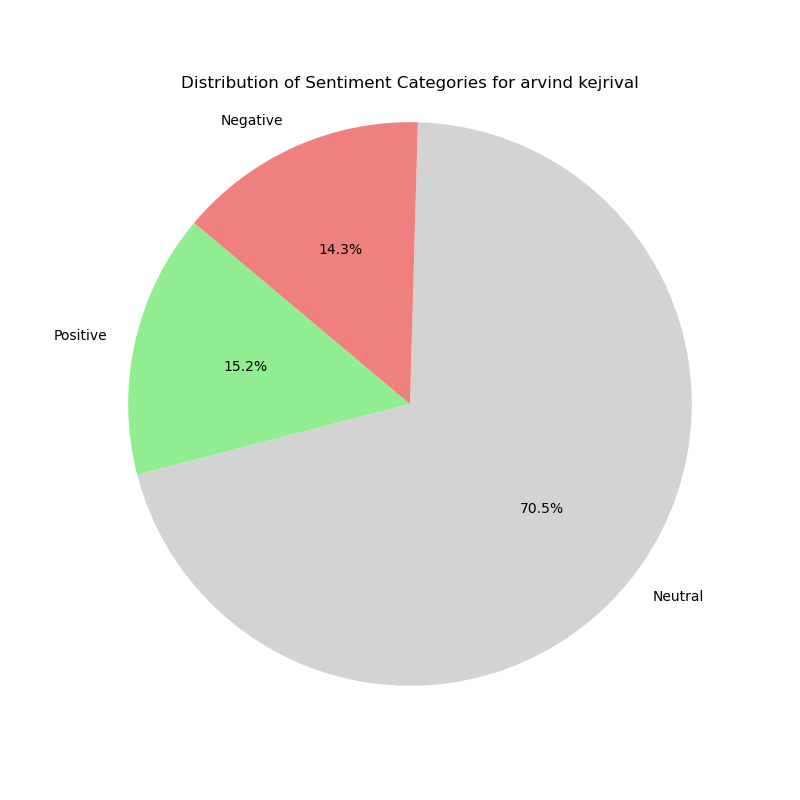 Distribution of Sentiment Categories for arvind kejrival
Negative
14.3%
Positive
15.2%
70.5%
Neutral